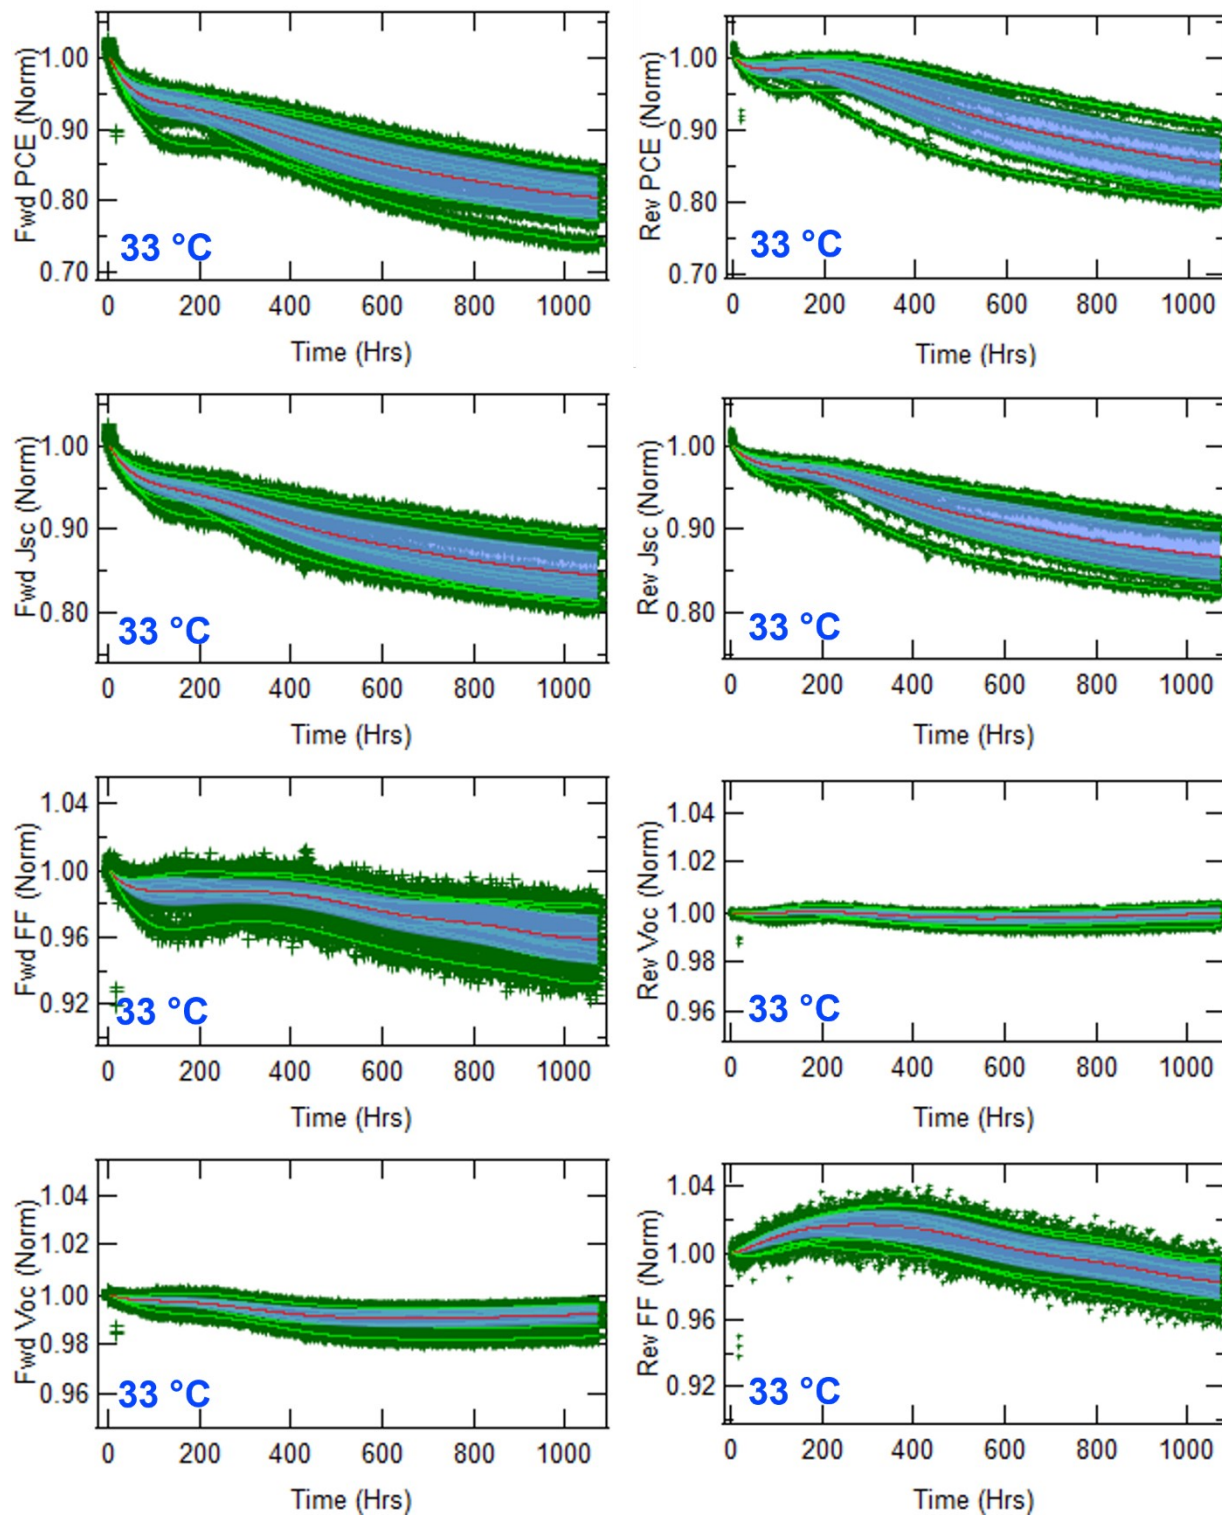 Fwd PCE (Norm)
1.00
0.90
0.80
0.70
33 °C
0 200 400 600 800 1000
Time (Hrs)
Rev PCE (Norm)
1.00
0.90
0.80
0.70
33 °C
0 200 400 600 800 1000
Time (Hrs)
Fwd Jsc (Norm)
1.00
0.90
0.80
33 °C
0 200 400 600 800 1000
Time (Hrs)
Rev Jsc (Norm)
1.00
0.90
0.80
33 °C
0 200 400 600 800 1000
Time (Hrs)
Fwd FF (Norm)
1.04
1.00
0.96
0.92
33 °C
0 200 400 600 800 1000
Time (Hrs)
Rev Voc (Norm)
1.04
1.02
1.00
0.98
0.96
33 °C
0 200 400 600 800 1000
Time (Hrs)
Fwd Voc (Norm)
1.04
1.02
1.00
0.98
0.96
33 °C
0 200 400 600 800 1000
Time (Hrs)
Rev FF (Norm)
1.04
1.00
0.96
0.92
33 °C
0 200 400 600 800 1000
Time (Hrs)